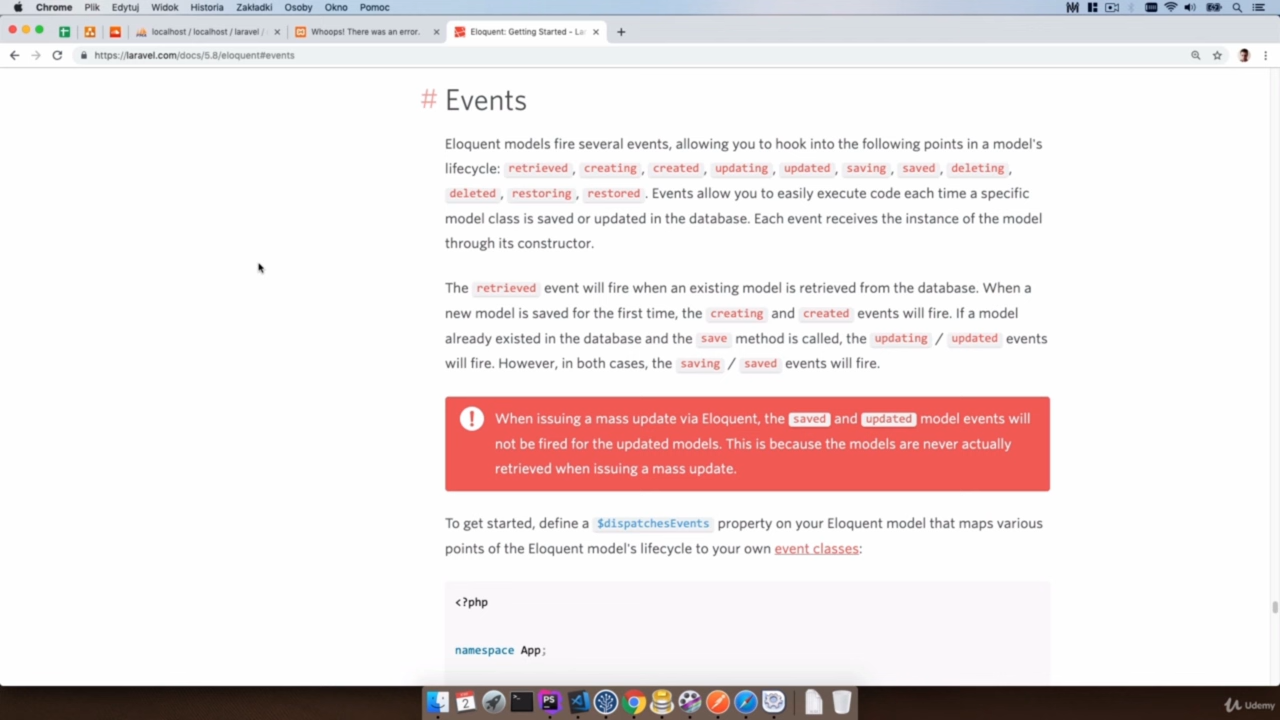 Chrome Plik Edytuj Widok Historia Zakładki Osoby Okno Pomoc
localhost / localhost / laravel /
Whoops! There was an error.
Eloquent: Getting Started - La
https://laravel.com/docs/5.8/eloquent#events
# Events
Eloquent models fire several events, allowing you to hook into the following points in a model's
lifecycle: retrieved, creating, created, updating, updated, saving, saved, deleting,
deleted, restoring, restored. Events allow you to easily execute code each time a specific
model class is saved or updated in the database. Each event receives the instance of the model
through its constructor.
The retrieved event will fire when an existing model is retrieved from the database. When a
new model is saved for the first time, the creating and created events will fire. If a model
already existed in the database and the save method is called, the updating / updated events
will fire. However, in both cases, the saving / saved events will fire.
When issuing a mass update via Eloquent, the saved and updated model events will
not be fired for the updated models. This is because the models are never actually
retrieved when issuing a mass update.
To get started, define a $dispatchesEvents property on your Eloquent model that maps various
points of the Eloquent model's lifecycle to your own event classes:
<?php
namespace App;
2
PS
Udemy